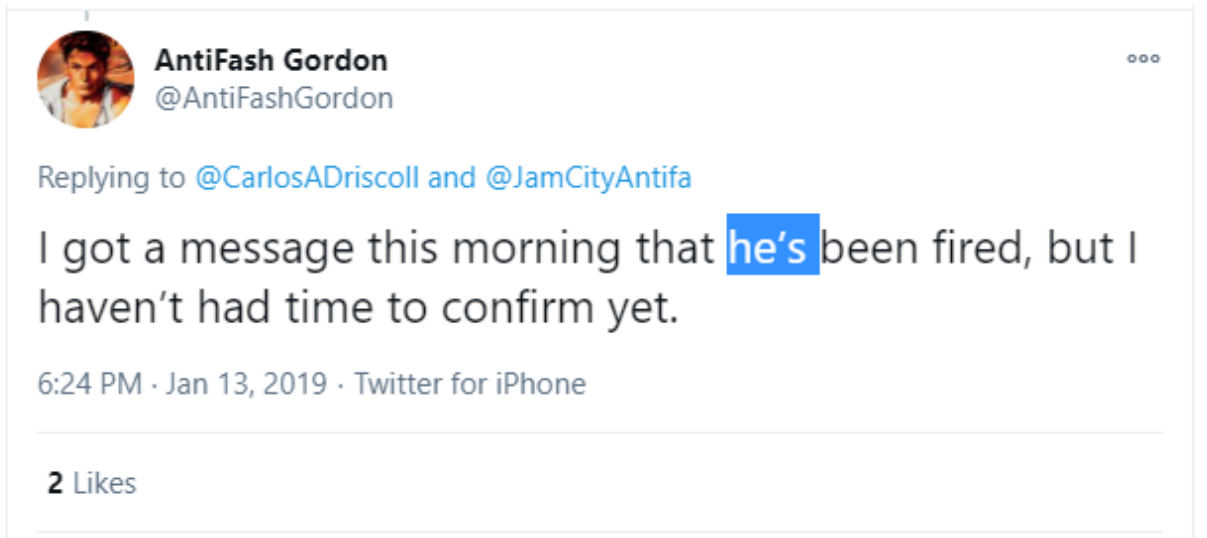 AntiFash Gordon
@AntiFashGordon
Replying to @CarlosADriscoll and @JamCityAntifa
I got a message this morning that he's been fired, but I
haven't had time to confirm yet.
6:24 PM · Jan 13, 2019 · Twitter for iPhone
2 Likes